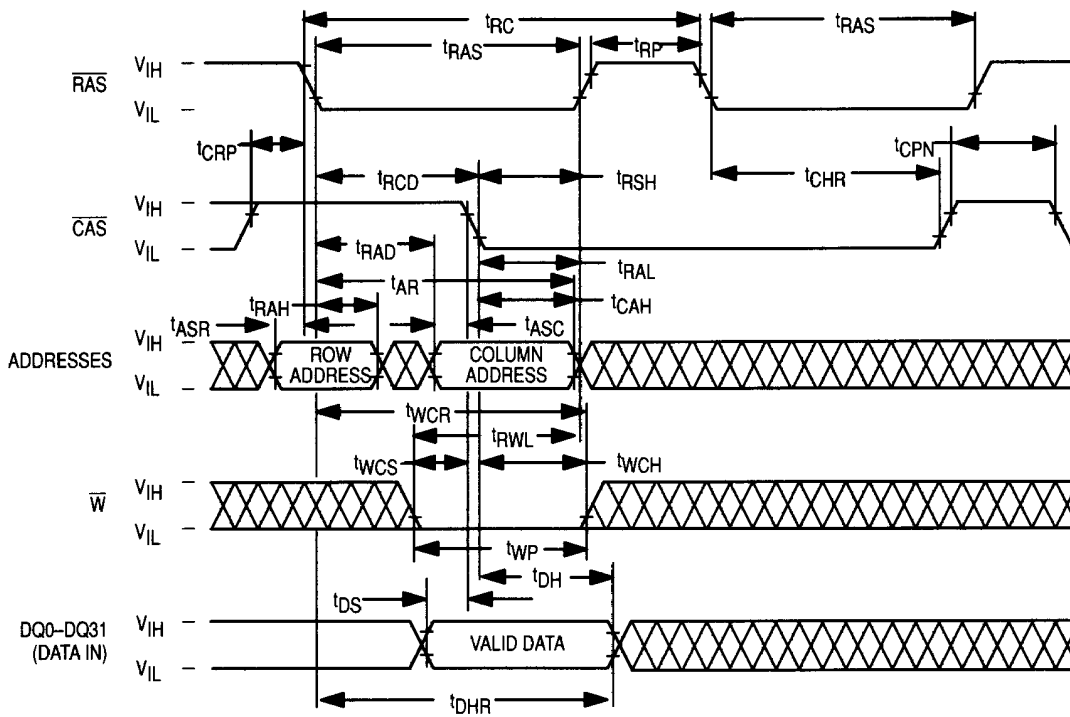 tRC
tRAS
tRAS
tRP
RAS
VIH
VIL
tCRP
tRCD
tRSH
tCHR
tCPN
CAS
VIH
VIL
tRAD
tRAL
tAR
tCAH
tRAH
tASR
tASC
ADDRESSES
VIH
VIL
ROW
ADDRESS
COLUMN
ADDRESS
tWCR
tRWL
tWCS
tWCH
W
VIH
VIL
tWP
tDH
tDS
DQ0–DQ31
(DATA IN)
VIH
VIL
VALID DATA
tDHR